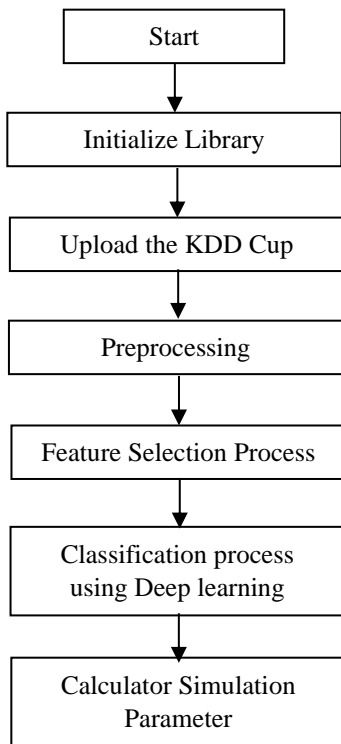 Start
Initialize Library
Upload the KDD Cup
Preprocessing
Feature Selection Process
Classification process
using Deep learning
Calculator Simulation
Parameter